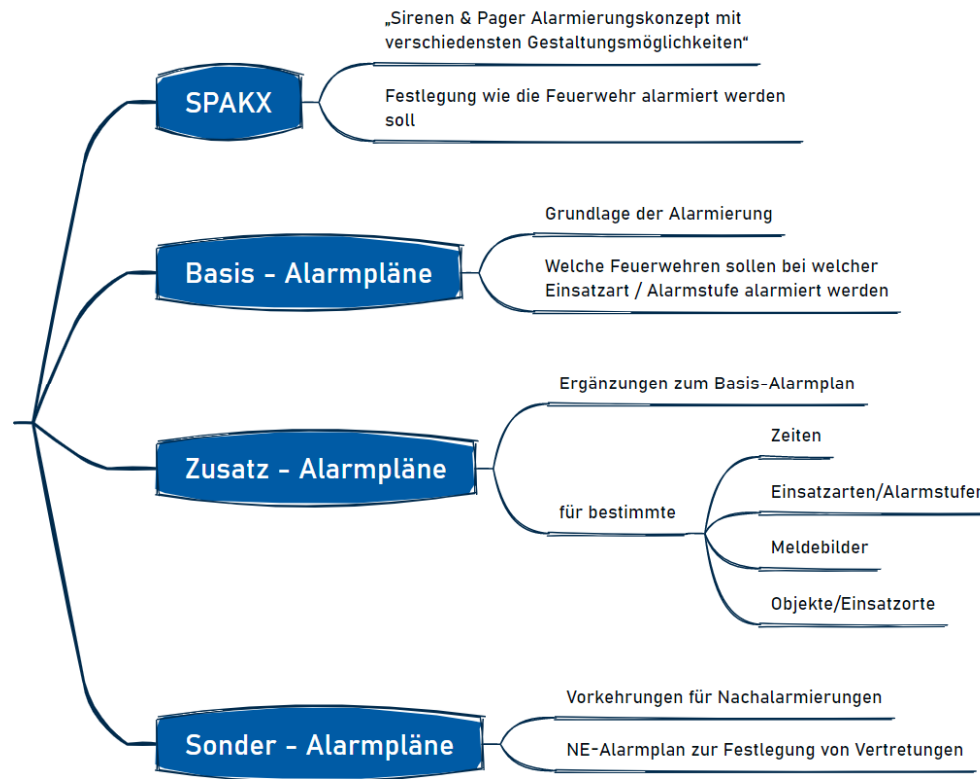 „Sirenen & Pager Alarmierungskonzept mit
verschiedensten Gestaltungsmöglichkeiten“
SPAKX
Festlegung wie die Feuerwehr alarmiert werden
soll
Grundlage der Alarmierung
Basis - Alarmpläne
Welche Feuerwehren sollen bei welcher
Einsatzart / Alarmstufe alarmiert werden
Ergänzungen zum Basis-Alarmplan
Zusatz - Alarmpläne
für bestimmte
Zeiten
Einsatzarten/Alarmstufen
Meldebilder
Objekte/Einsatzorte
Vorkehrungen für Nachalarmierungen
Sonder - Alarmpläne
NE-Alarmplan zur Festlegung von Vertretungen